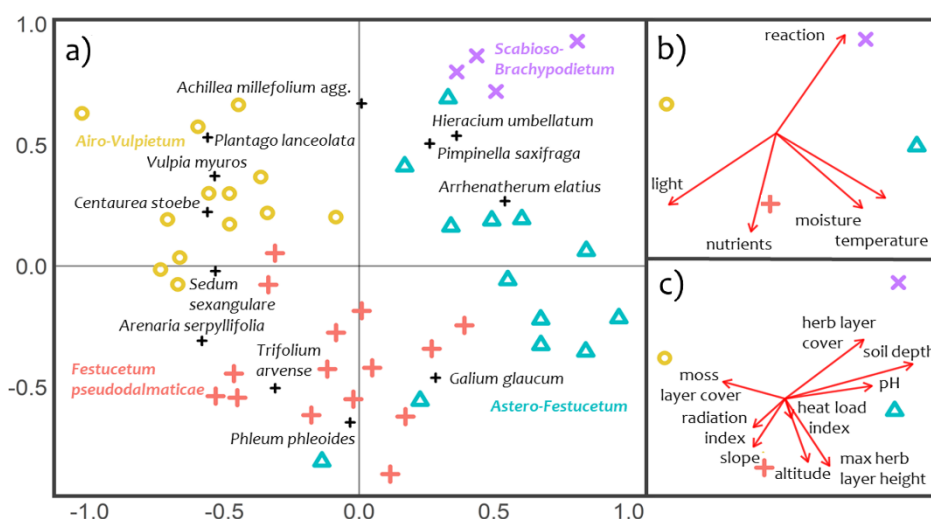 1.0
0.5
0.0
-0.5
-1.0
-0.5
0.0
0.5
1.0
a)
Scabioso-
Brachypodietum
Achillea millefolium agg.
Airo-Vulpietum
Plantago lanceolata
Hieracium umbellatum
Pimpinella saxifraga
Vulpia myuros
Centaurea stoebe
Arrhenatherum elatius
Sedum
sexangulare
Arenaria serpyllifolia
Festucetum
pseudodalmaticae
Trifolium
arvense
Galium glaucum
Astero-Festucetum
Phleum phleoides
b)
reaction
light
nutrients
moisture
temperature
c)
herb layer
cover
soil depth
moss
layer cover
pH
radiation
index
heat load
index
slope
altitude
max herb
layer height